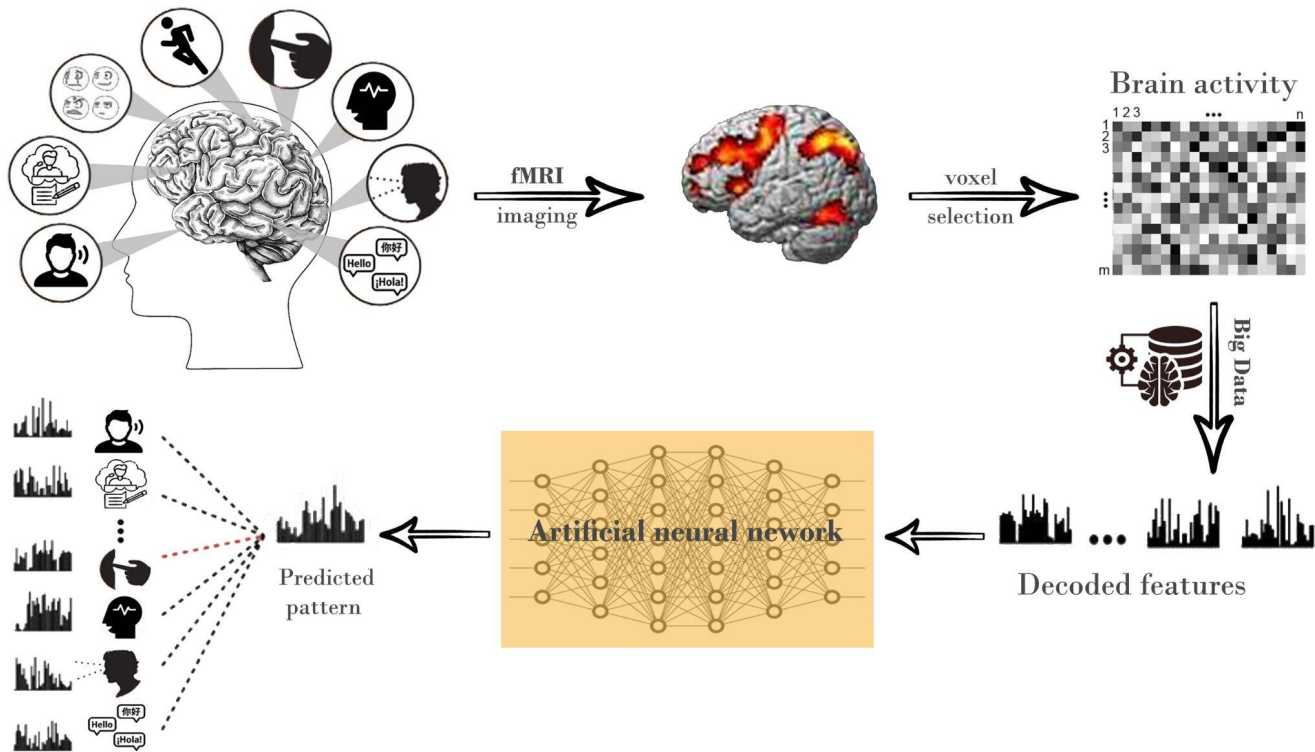 你好
Hello
¡Hola!
fMRI
imaging
voxel
selection
Brain activity
1 2 3 ... n
1
2
3
m
Big Data
Decoded features
Artificial neural nework
Predicted
pattern
你好
Hello
¡Hola!